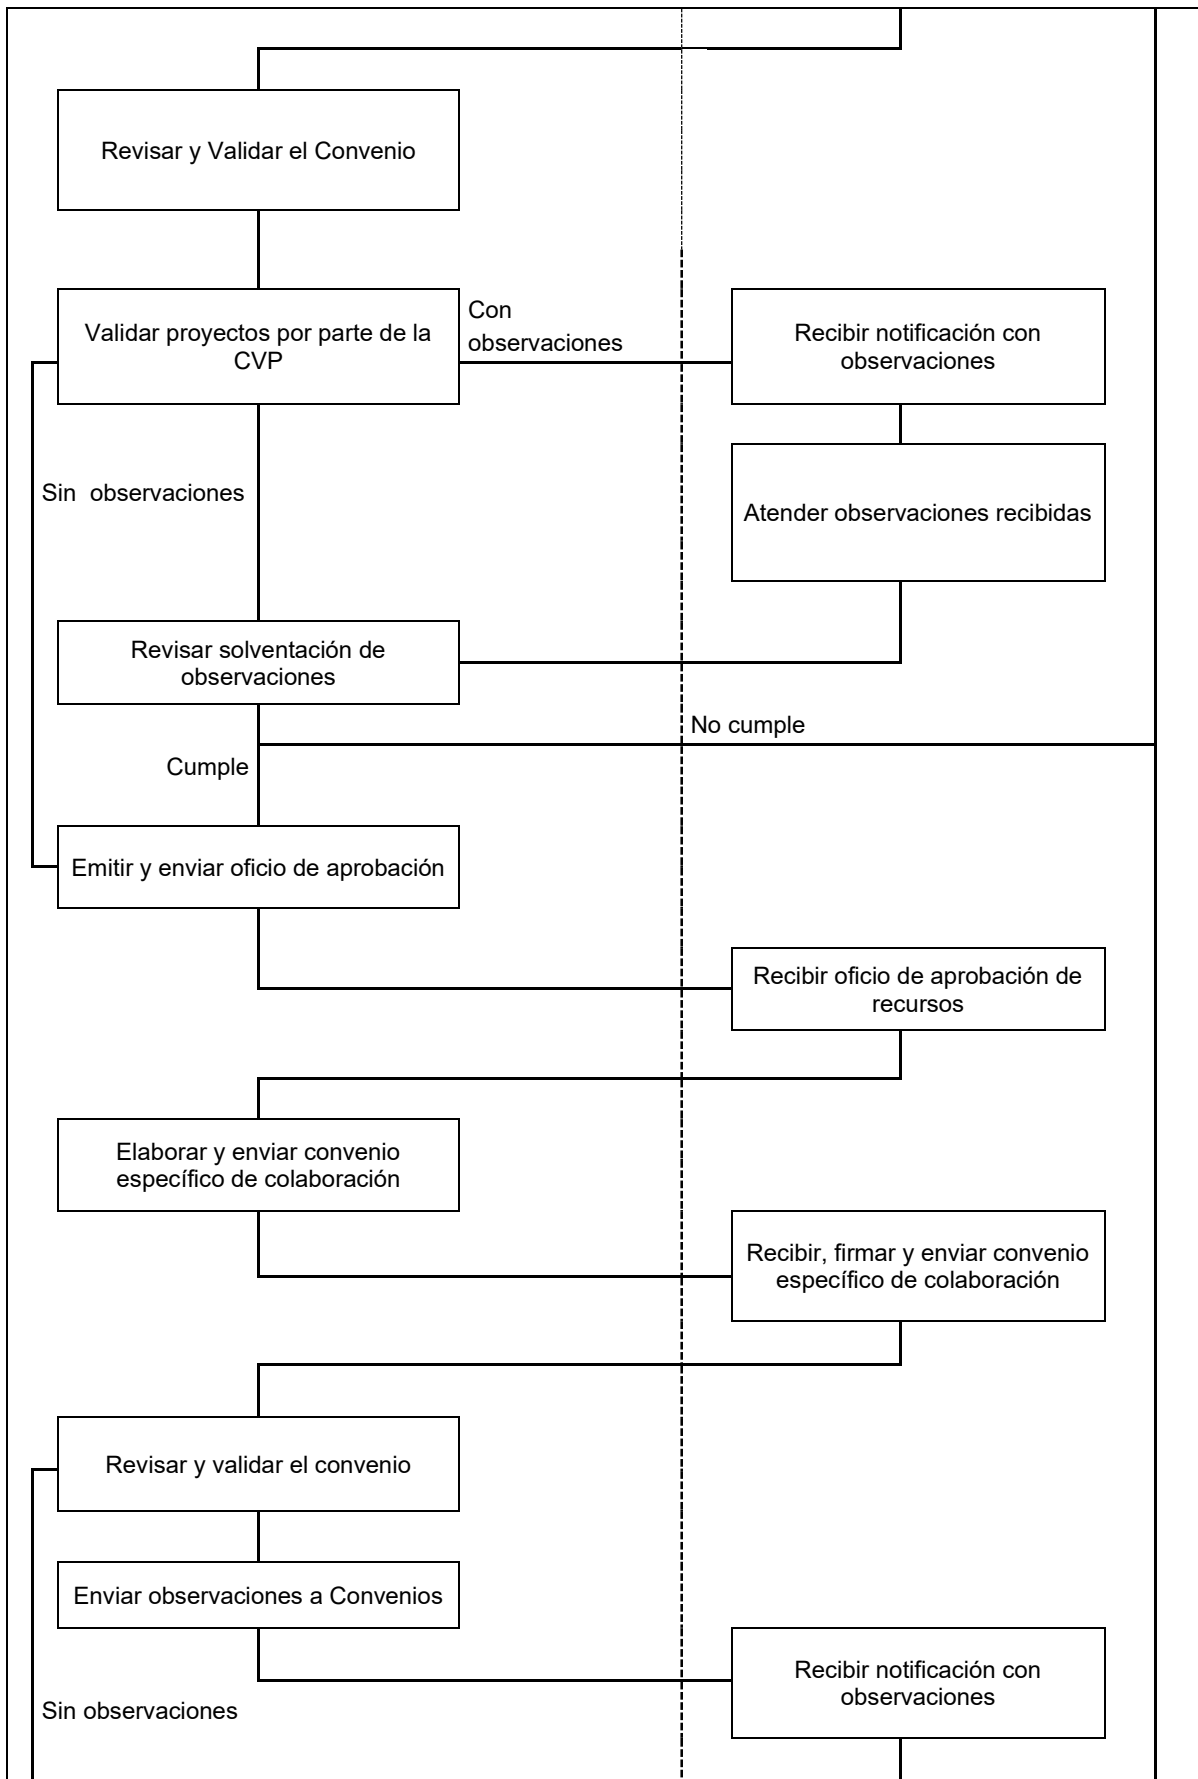 Revisar y Validar el Convenio
Validar proyectos por parte de la
CVP
Con
observaciones
Recibir notificación con
observaciones
Sin  observaciones
Atender observaciones recibidas
Revisar solventación de
observaciones
No cumple
Cumple
Emitir y enviar oficio de aprobación
Recibir oficio de aprobación de
recursos
Elaborar y enviar convenio
específico de colaboración
Recibir, firmar y enviar convenio
específico de colaboración
Revisar y validar el convenio
Enviar observaciones a Convenios
Recibir notificación con
observaciones
Sin observaciones